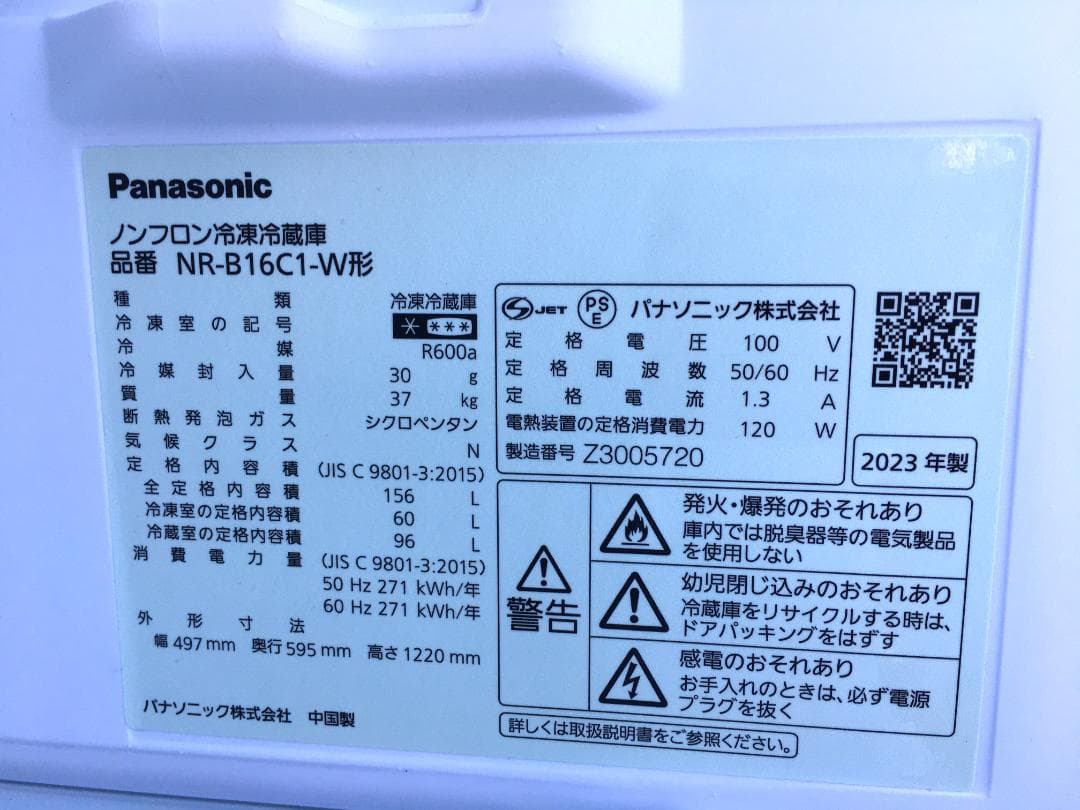 Panasonic
ノンフロン冷凍冷蔵庫
品番 NR-B16C1-W形
種類 冷凍冷蔵庫
冷凍室の記号
冷媒 R600a
冷媒封入量 30 g
質量 37 kg
断熱発泡ガス シクロペンタン
気候クラス N
定格内容積 (JIS C 9801-3:2015)
全定格内容積 156 L
冷凍室の定格内容積 60 L
冷蔵室の定格内容積 96 L
消費電力量 (JIS C 9801-3:2015)
50 Hz 271 kWh/年
60 Hz 271 kWh/年
外形寸法
幅 497 mm 奥行 595 mm 高さ 1220 mm
パナソニック株式会社 中国製
JET PSE パナソニック株式会社
定格電圧 100 V
定格周波数 50/60 Hz
定格電流 1.3 A
電熱装置の定格消費電力 120 W
製造番号 Z3005720
2023 年製
警告
発火・爆発のおそれあり
庫内では脱臭器等の電気製品
を使用しない
幼児閉じ込みのおそれあり
冷蔵庫をリサイクルする時は、
ドアパッキングをはずす
感電のおそれあり
お手入れのときは、必ず電源
プラグを抜く
詳しくは取扱説明書をご参照ください。